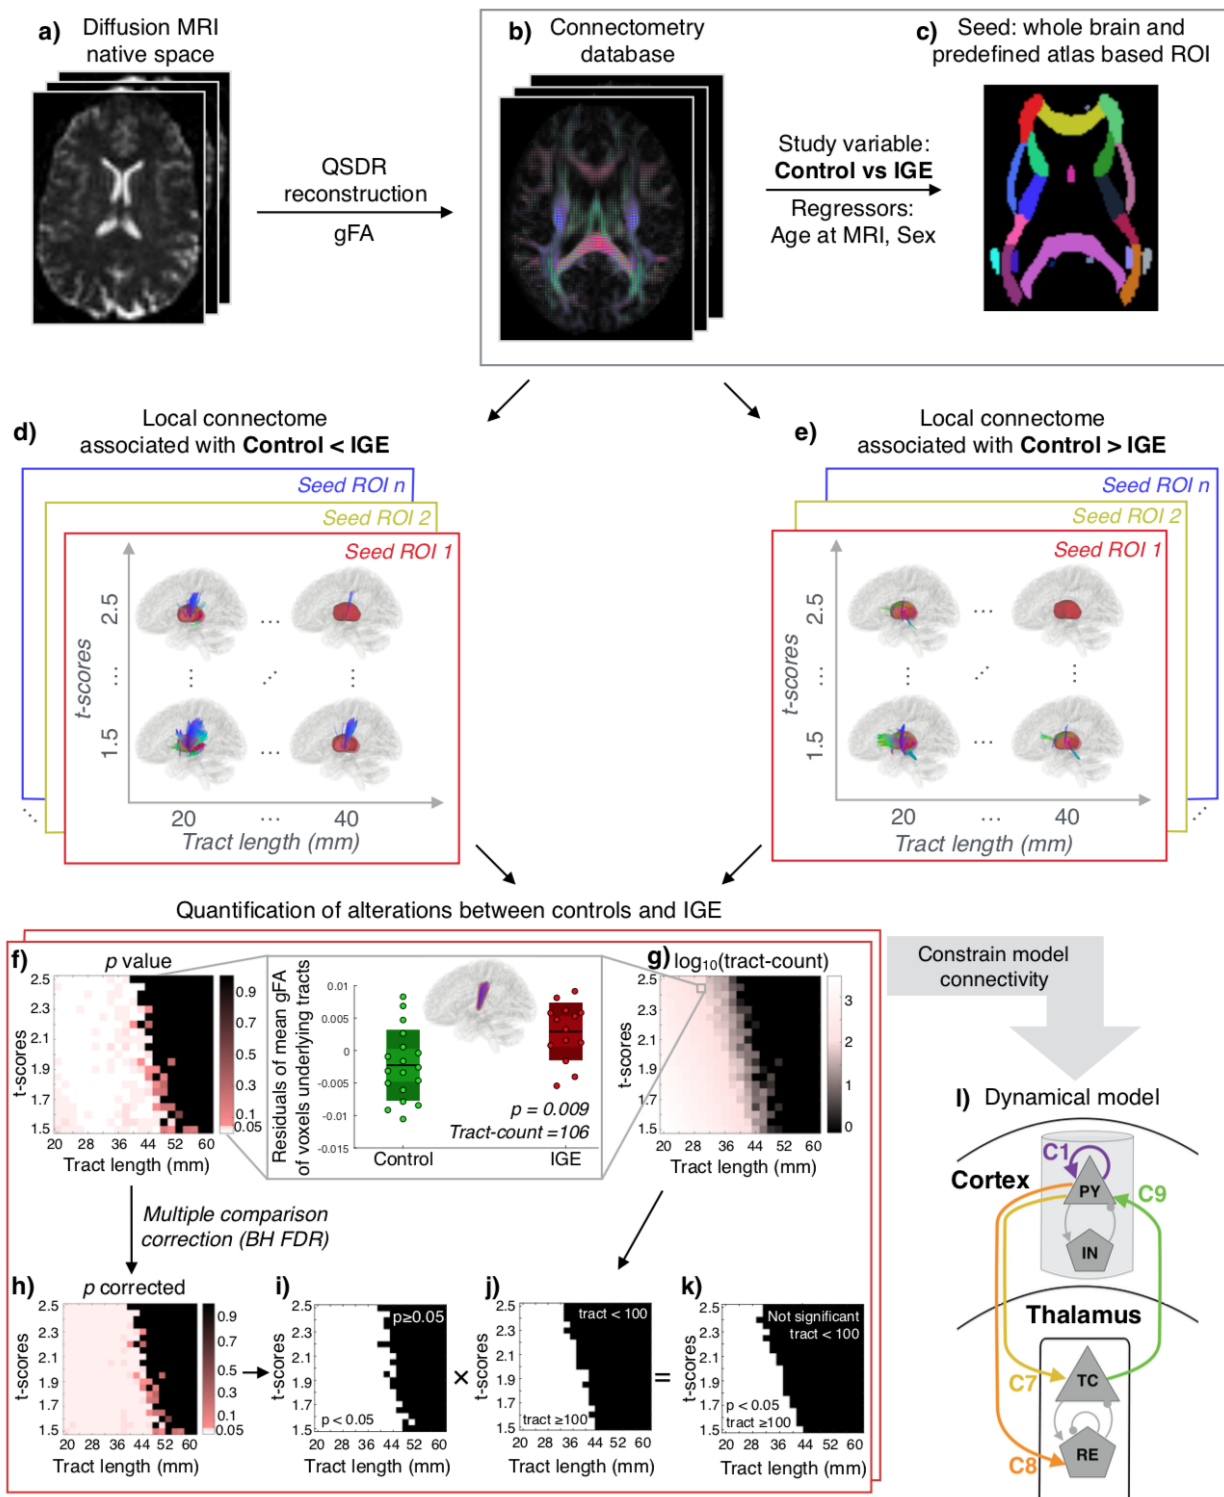 a) Diffusion MRI
native space
b) Connectometry
database
c) Seed: whole brain and
predefined atlas based ROI
QSDR
reconstruction
gFA
Study variable:
Control vs IGE
Regressors:
Age at MRI, Sex
d) Local connectome
associated with Control < IGE
Seed ROI n
Seed ROI 2
Seed ROI 1
t-scores
2.5
...
1.5
20 ... 40
Tract length (mm)
e) Local connectome
associated with Control > IGE
Seed ROI n
Seed ROI 2
Seed ROI 1
t-scores
2.5
...
1.5
20 ... 40
Tract length (mm)
Quantification of alterations between controls and IGE
f) p value
t-scores
2.5
2.3
2.1
1.9
1.7
1.5
20 28 36 44 52 60
Tract length (mm)
0.9
0.7
0.5
0.3
0.1
0.05
Residuals of mean gFA
of voxels underlying tracts
0.01
0.005
0
-0.005
-0.01
-0.015
p = 0.009
Tract-count =106
Control IGE
g) log10(tract-count)
t-scores
2.5
2.3
2.1
1.9
1.7
1.5
20 28 36 44 52 60
Tract length (mm)
3
2
1
0
Constrain model
connectivity
Multiple comparison
correction (BH FDR)
h) p corrected
t-scores
2.5
2.3
2.1
1.9
1.7
1.5
20 28 36 44 52 60
Tract length (mm)
0.9
0.7
0.5
0.3
0.1
0.05
i)
t-scores
2.5
2.3
2.1
1.9
1.7
1.5
p≥0.05
p < 0.05
20 28 36 44 52 60
Tract length (mm)
×
j)
t-scores
2.5
2.3
2.1
1.9
1.7
1.5
tract < 100
tract ≥100
20 28 36 44 52 60
Tract length (mm)
=
k)
t-scores
2.5
2.3
2.1
1.9
1.7
1.5
Not significant
tract < 100
p < 0.05
tract ≥100
20 28 36 44 52 60
Tract length (mm)
l) Dynamical model
C1
Cortex
PY
C9
IN
Thalamus
C7
TC
C8
RE